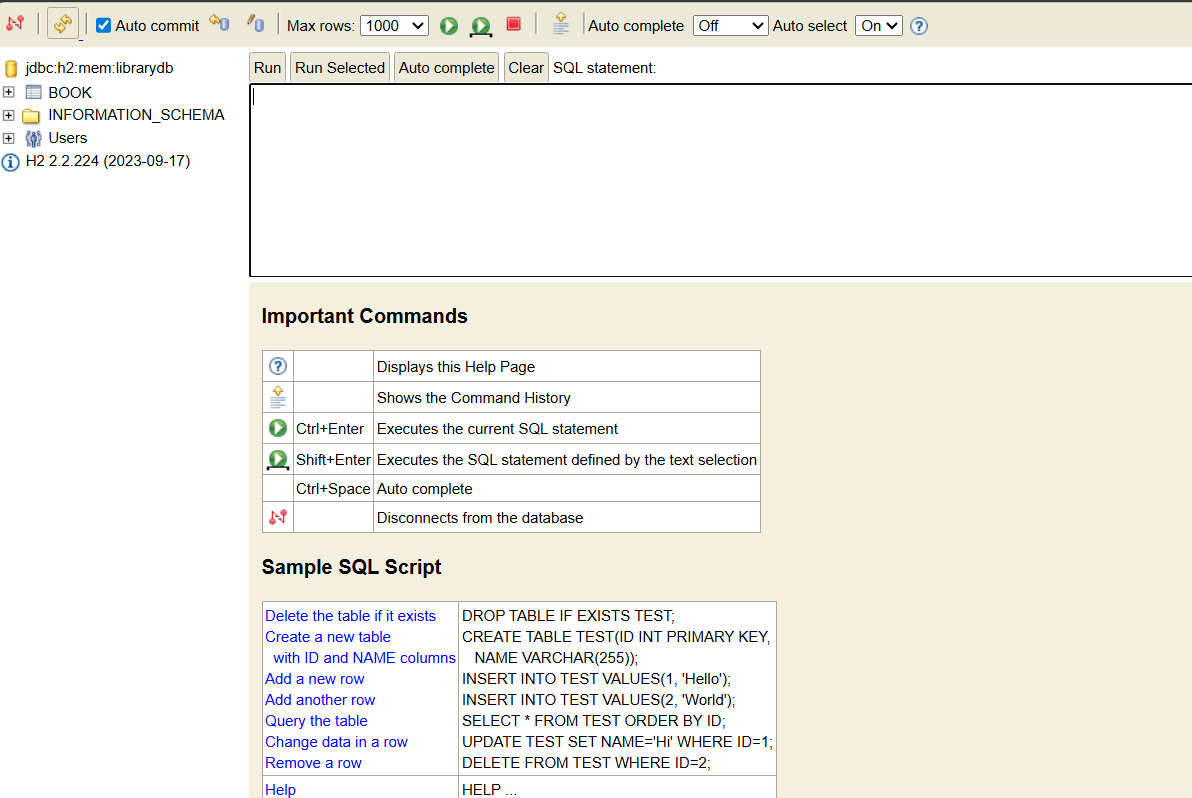 Auto commit Max rows: 1000 Auto complete Off Auto select On ?
jdbc:h2:mem:librarydb
BOOK
INFORMATION_SCHEMA
Users
H2 2.2.224 (2023-09-17)
Run Run Selected Auto complete Clear SQL statement:
Important Commands
? Displays this Help Page
Shows the Command History
Ctrl+Enter Executes the current SQL statement
Shift+Enter Executes the SQL statement defined by the text selection
Ctrl+Space Auto complete
Disconnects from the database
Sample SQL Script
Delete the table if it exists DROP TABLE IF EXISTS TEST;
Create a new table CREATE TABLE TEST(ID INT PRIMARY KEY,
with ID and NAME columns NAME VARCHAR(255));
Add a new row INSERT INTO TEST VALUES(1, 'Hello');
Add another row INSERT INTO TEST VALUES(2, 'World');
Query the table SELECT * FROM TEST ORDER BY ID;
Change data in a row UPDATE TEST SET NAME='Hi' WHERE ID=1;
Remove a row DELETE FROM TEST WHERE ID=2;
Help HELP ...